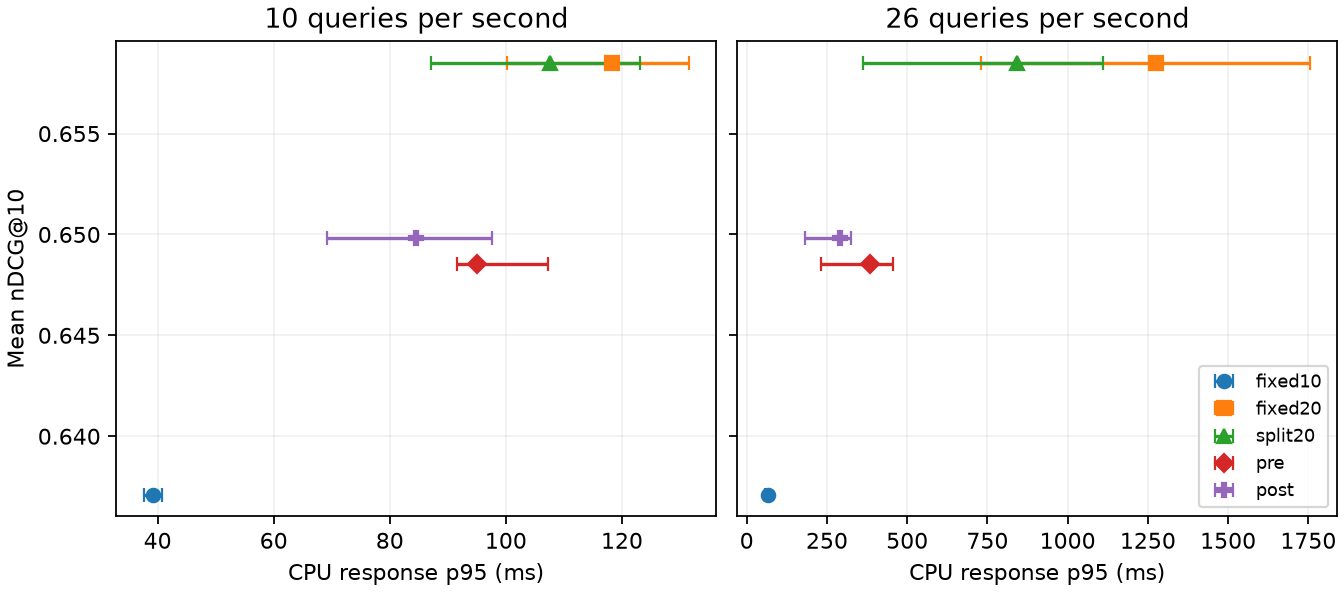 10 queries per second
26 queries per second
Mean nDCG@10
0.655
0.650
0.645
0.640
40
60
80
100
120
CPU response p95 (ms)
0
250
500
750
1000
1250
1500
1750
CPU response p95 (ms)
fixed10
fixed20
split20
pre
post